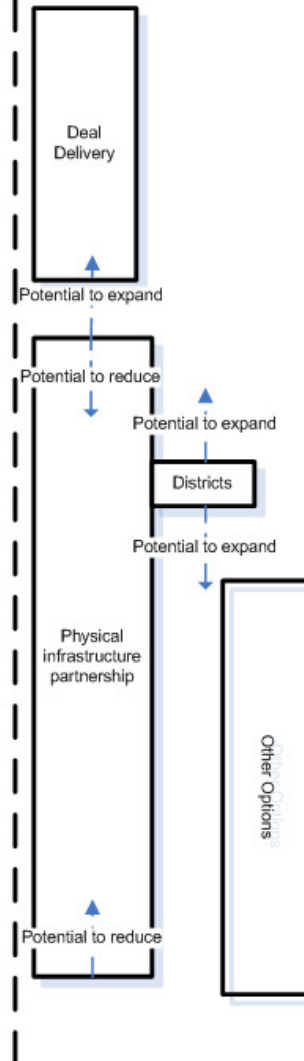 Deal
Delivery
Potential to expand
Potential to reduce
Potential to expand
Districts
Potential to expand
Physical
infrastructure
partnership
Other Options
Potential to reduce